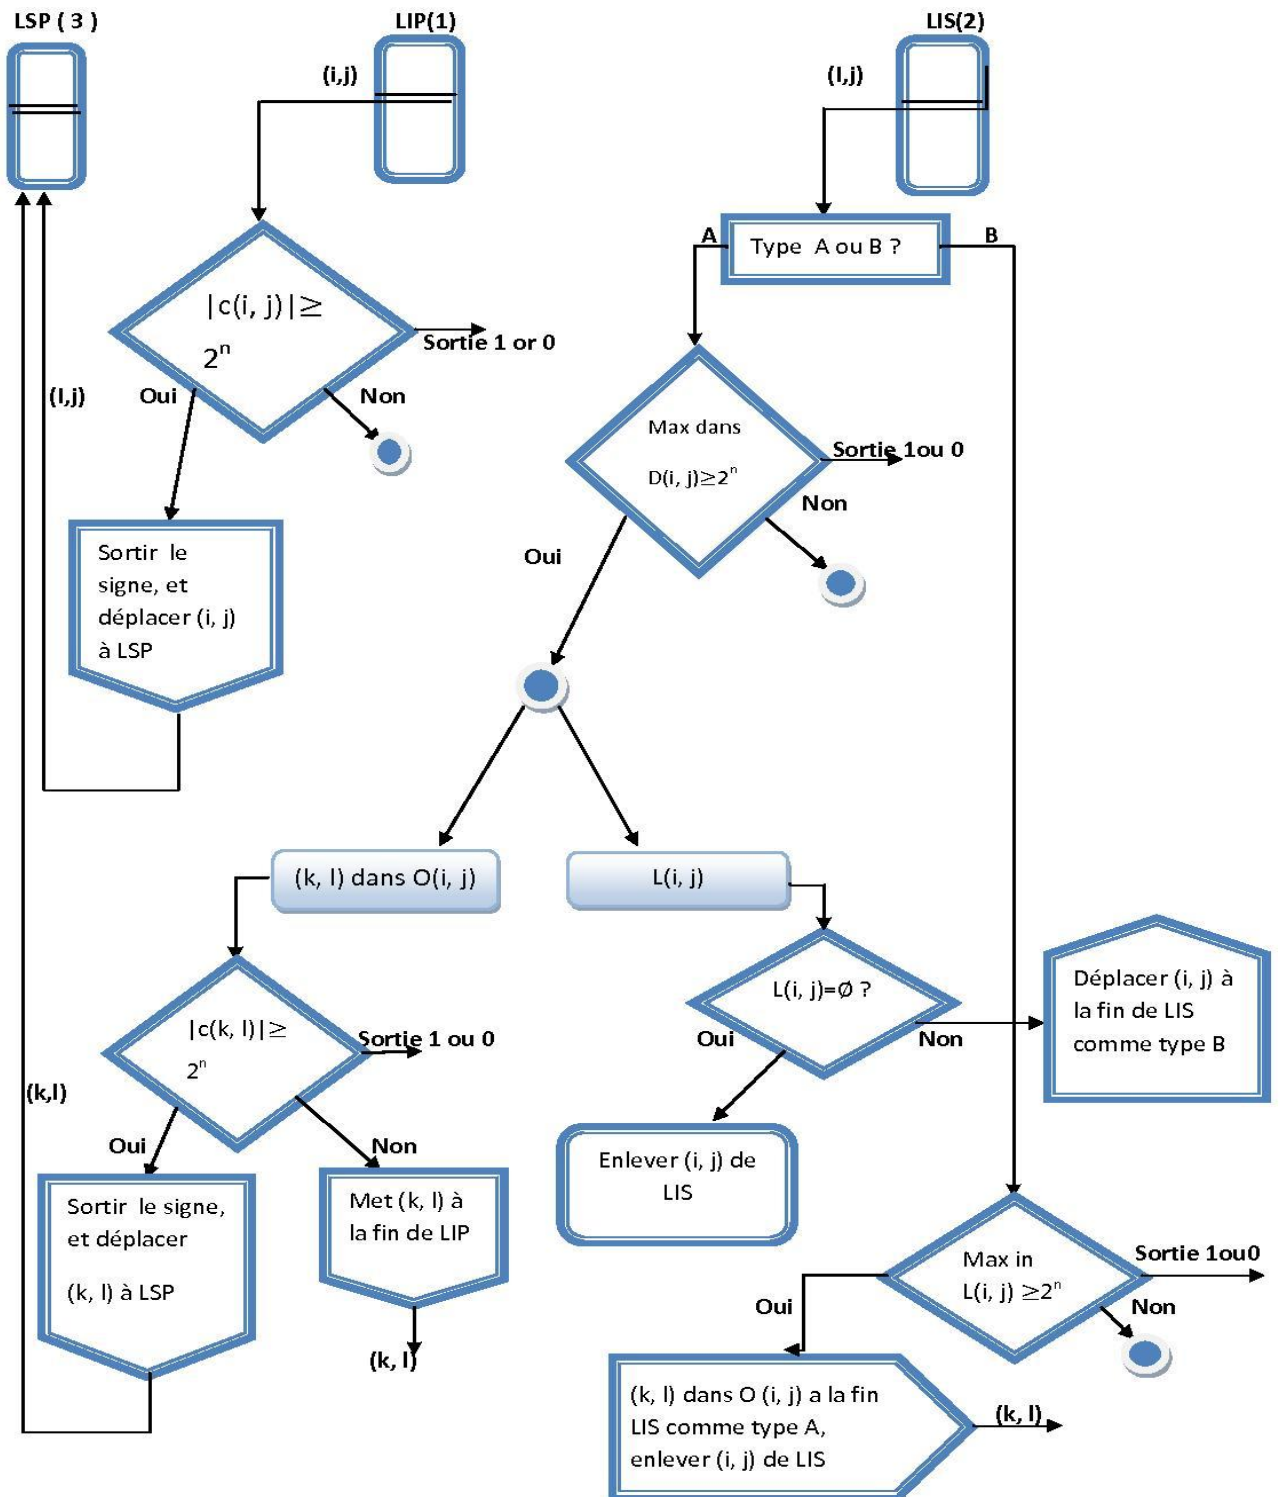 LSP ( 3 )
LIP(1)
LIS(2)
(i,j)
(I,j)
A
Type A ou B ?
B
|c(i, j)|≥
2ⁿ
Sortie 1 or 0
Oui
Non
(I,j)
Max dans
D(i, j)≥2ⁿ
Sortie 1ou 0
Non
Oui
Sortir le
signe, et
déplacer (i, j)
à LSP
(k, l) dans O(i, j)
L(i, j)
L(i, j)=Ø ?
Oui
Non
Déplacer (i, j) à
la fin de LIS
comme type B
|c(k, l)|≥
2ⁿ
Sortie 1 ou 0
(k,l)
Oui
Non
Enlever (i, j) de
LIS
Sortir le signe,
et déplacer
(k, l) à LSP
Met (k, l) à
la fin de LIP
(k, l)
Max in
L(i, j) ≥2ⁿ
Sortie 1ou0
Oui
Non
(k, l) dans O (i, j) a la fin
LIS comme type A,
enlever (i, j) de LIS
(k, l)